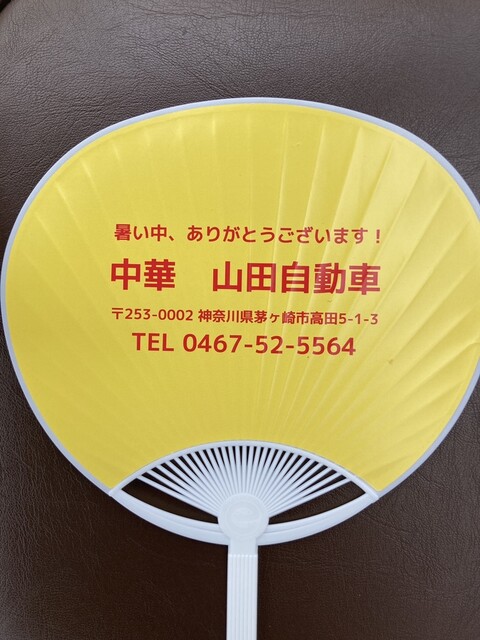 暑い中、ありがとうございます！
中華　山田自動車
〒253-0002 神奈川県茅ヶ崎市高田5-1-3
TEL 0467-52-5564